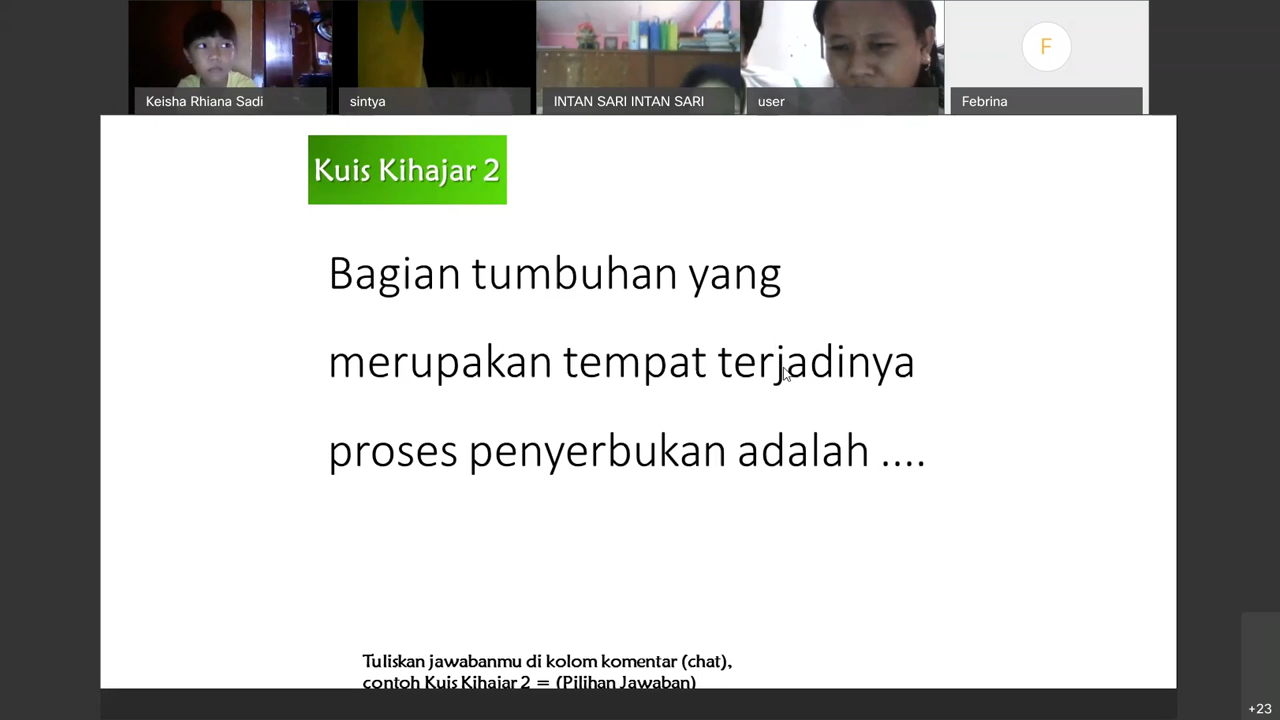 Keisha Rhiana Sadi
sintya
INTAN SARI INTAN SARI
user
F
Febrina
Kuis Kihajar 2
Bagian tumbuhan yang
merupakan tempat terjadinya
proses penyerbukan adalah ....
Tuliskan jawabanmu di kolom komentar (chat),
contoh Kuis Kihajar 2 = (Pilihan Jawaban)
+23